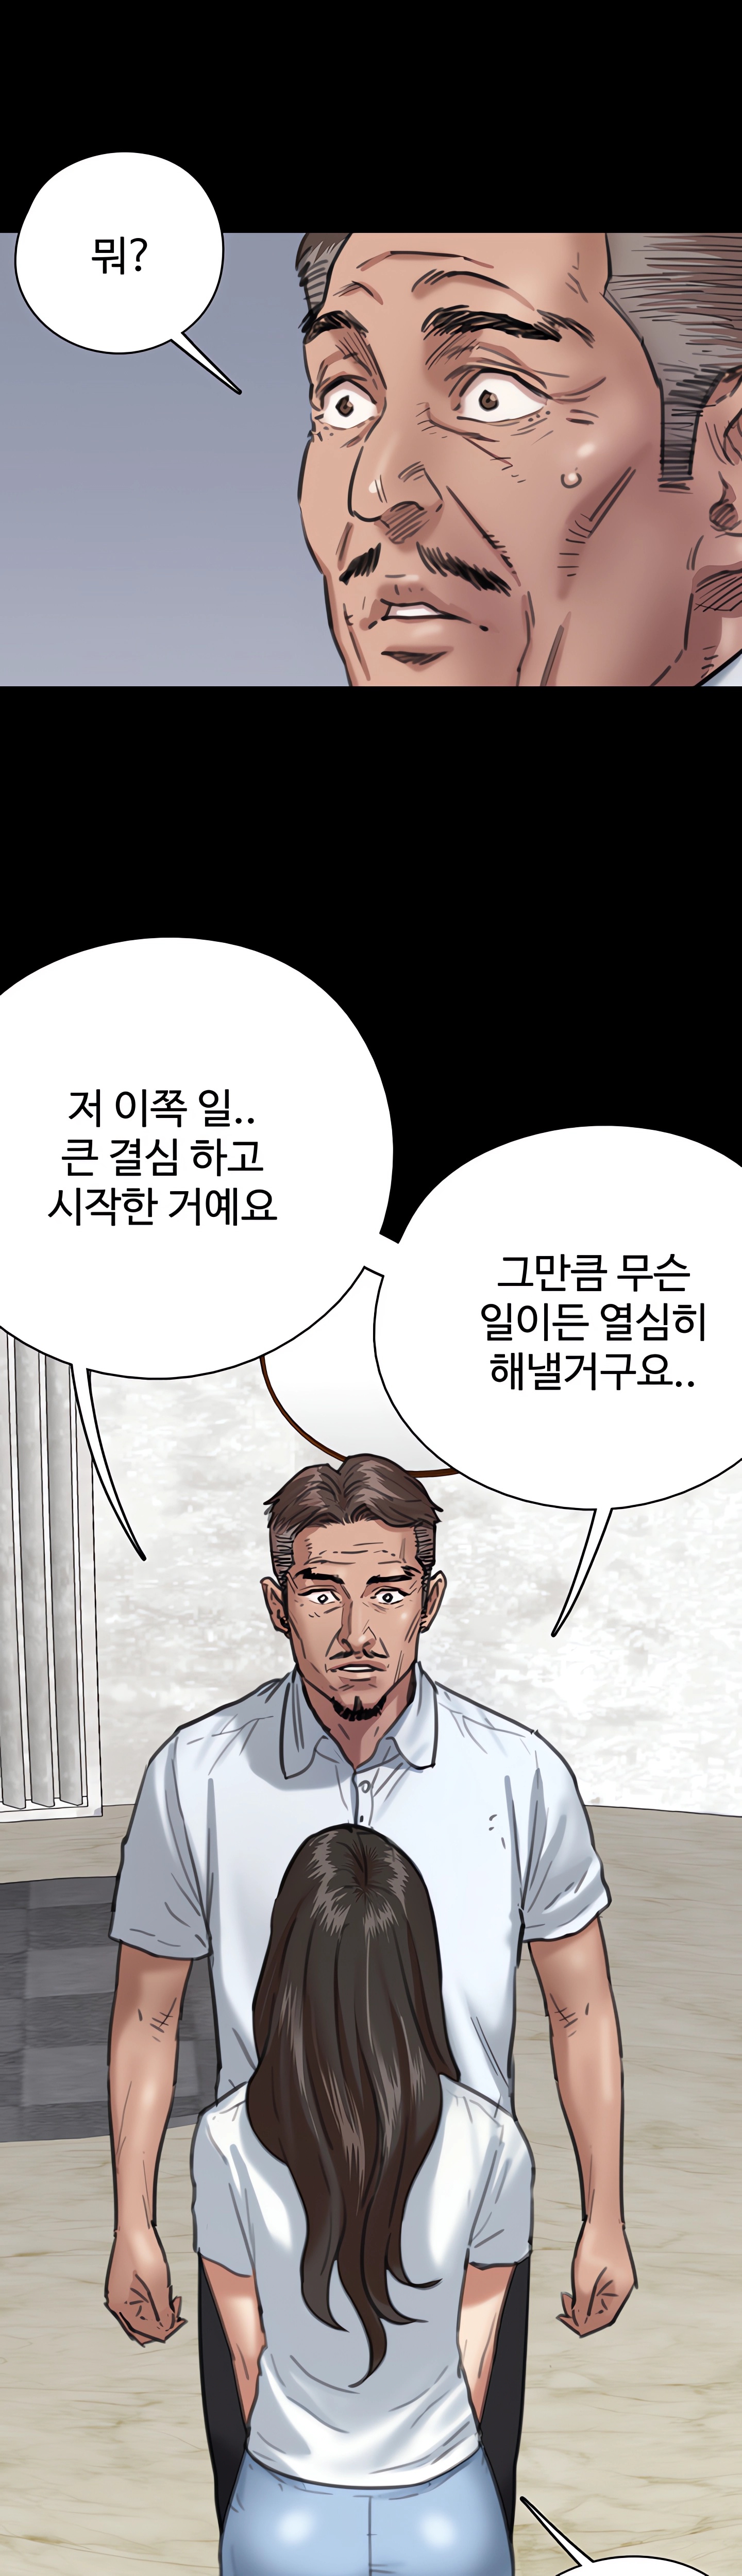 뭐?
저 이쪽 일..
큰 결심 하고
시작한 거예요
그만큼 무슨
일이든 열심히
해낼거구요..